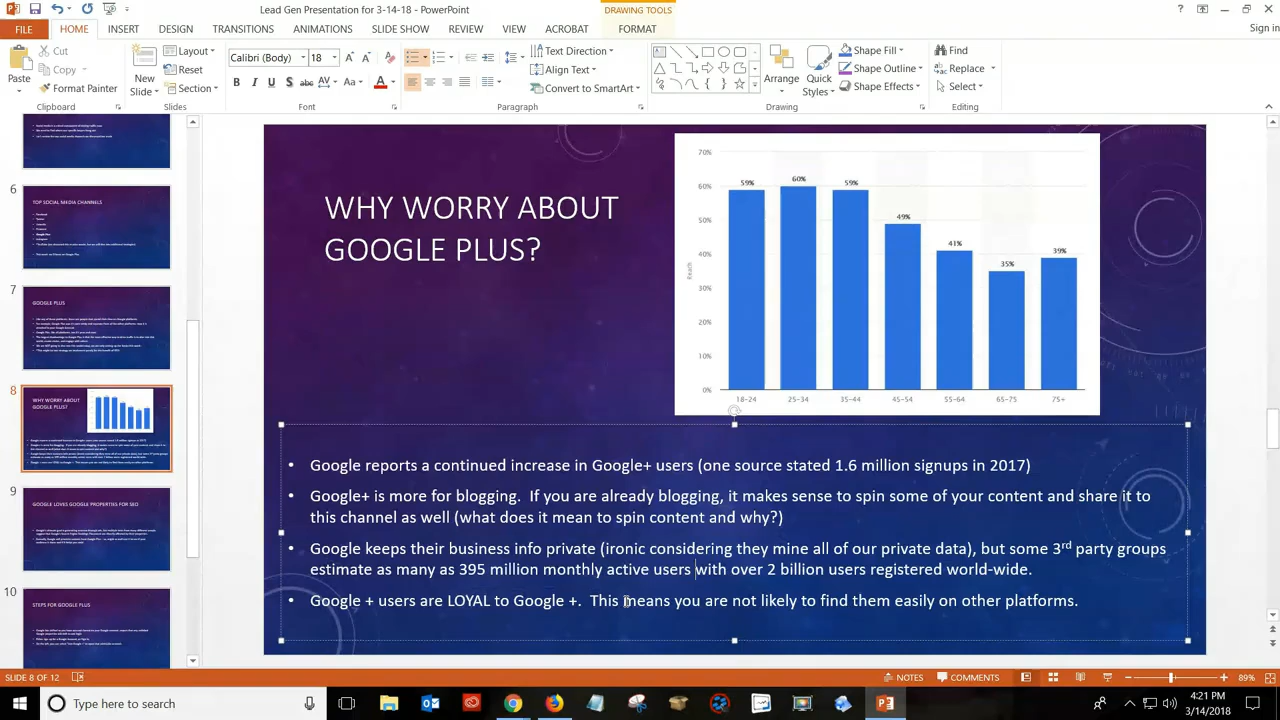 Lead Gen Presentation for 3-14-18 - PowerPoint
DRAWING TOOLS
?
FILE
HOME
INSERT
DESIGN
TRANSITIONS
ANIMATIONS
SLIDE SHOW
REVIEW
VIEW
ACROBAT
FORMAT
Sign in
Paste
Cut
Copy
Format Painter
Clipboard
New
Slide
Layout
Reset
Section
Slides
Calibri (Body)
18
B I U S abc AV Aa A
Font
Text Direction
Align Text
Convert to SmartArt
Paragraph
Arrange
Quick
Styles
Shape Fill
Shape Outline
Shape Effects
Drawing
Find
Replace
Select
Editing
6
TOP SOCIAL MEDIA CHANNELS
7
GOOGLE PLUS
8
WHY WORRY ABOUT
GOOGLE PLUS?
9
GOOGLE LOVES GOOGLE PROPERTIES FOR SEO
10
STEPS FOR GOOGLE PLUS
WHY WORRY ABOUT
GOOGLE PLUS?
70%
60%
50%
40%
30%
20%
10%
0%
Reach
59%
60%
59%
49%
41%
35%
39%
18-24
25-34
35-44
45-54
55-64
65-75
75+
• Google reports a continual increase in Google+ users (one source stated 1.6 million signups in 2017)
• Google+ is more for blogging. If you are already blogging, it makes sense to spin some of your content and share it to
this channel as well (what does it mean to spin content and why?)
• Google keeps their business info private (ironic considering they mine all of our private data), but some 3rd party groups
estimate as many as 395 million monthly active users with over 2 billion users registered world-wide.
• Google + users are LOYAL to Google +. This means you are not likely to find them easily on other platforms.
SLIDE 8 OF 12
NOTES
COMMENTS
89%
Type here to search
4:21 PM
3/14/2018